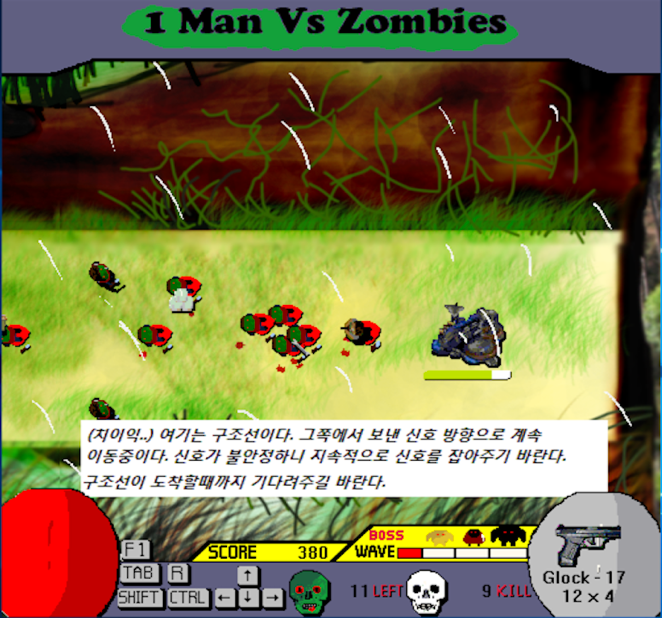 1 Man Vs Zombies
(치이익..) 여기는 구조선이다. 그쪽에서 보낸 신호 방향으로 계속
이동중이다. 신호가 불안정하니 지속적으로 신호를 잡아주기 바란다.
구조선이 도착할때까지 기다려주길 바란다.
F1
TAB R
SHIFT CTRL
↑
← ↓ →
SCORE 380
BOSS
WAVE
11 LEFT
9 KILL
Glock - 17
12 x 4